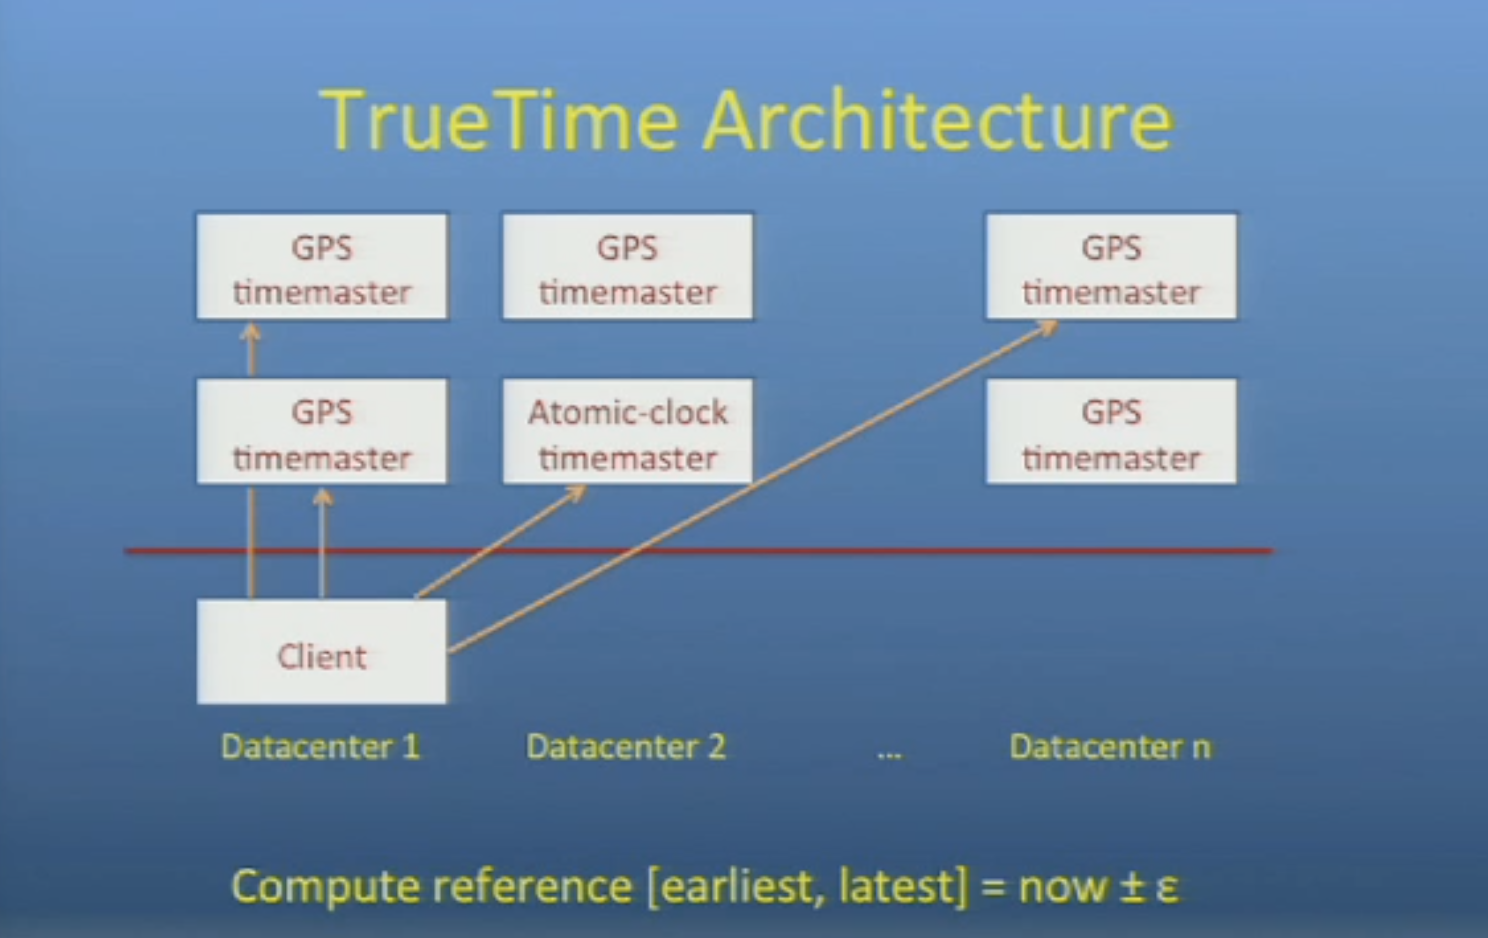 TrueTime Architecture
GPS
timemaster
GPS
timemaster
GPS
timemaster
GPS
timemaster
Atomic-clock
timemaster
GPS
timemaster
Client
Datacenter 1
Datacenter 2
...
Datacenter n
Compute reference [earliest, latest] = now ± ε